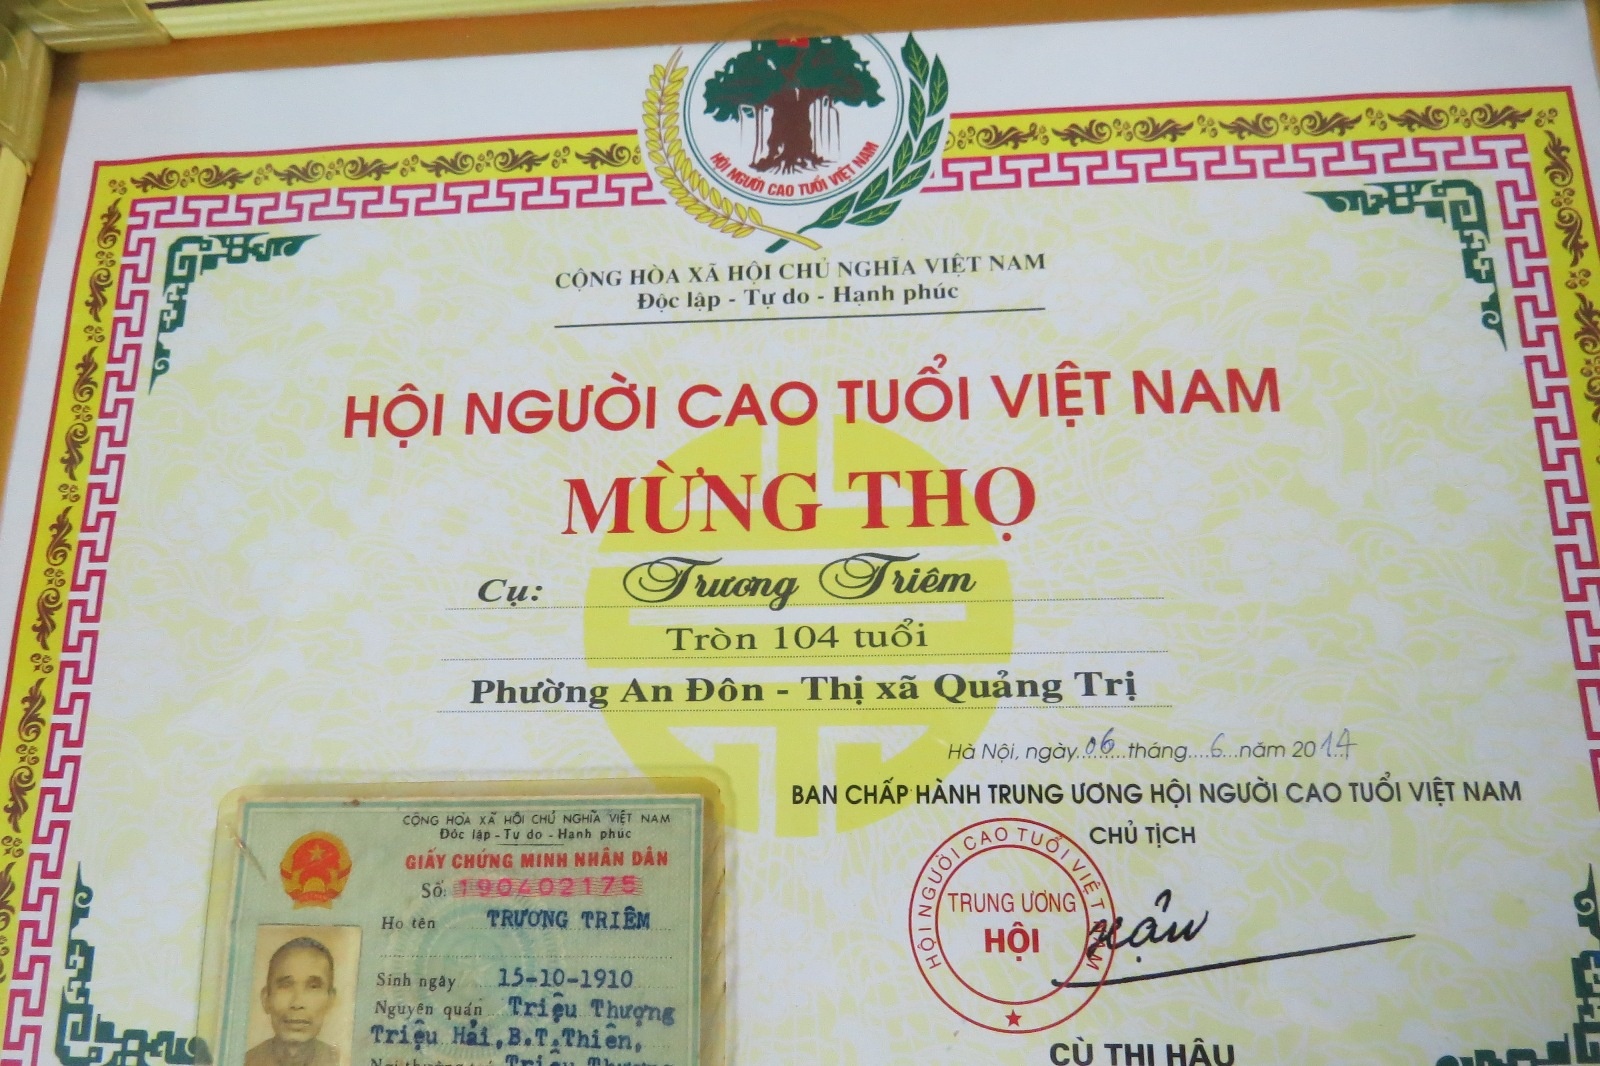 HỘI NGƯỜI CAO TUỔI VIỆT NAM
CỘNG HÒA XÃ HỘI CHỦ NGHĨA VIỆT NAM
Độc lập - Tự do - Hạnh phúc
HỘI NGƯỜI CAO TUỔI VIỆT NAM
MỪNG THỌ
Cụ: Trương Triêm
Tròn 104 tuổi
Phường An Đôn - Thị xã Quảng Trị
Hà Nội, ngày 06 tháng 6 năm 2014
BAN CHẤP HÀNH TRUNG ƯƠNG HỘI NGƯỜI CAO TUỔI VIỆT NAM
CHỦ TỊCH
HỘI NGƯỜI CAO TUỔI VIỆT NAM
TRUNG ƯƠNG
HỘI
CÙ THỊ HẬU
CỘNG HÒA XÃ HỘI CHỦ NGHĨA VIỆT NAM
Độc lập - Tự do - Hạnh phúc
GIẤY CHỨNG MINH NHÂN DÂN
Số: 190402175
Họ tên TRƯƠNG TRIÊM
Sinh ngày 15-10-1910
Nguyên quán Triệu Thượng
Triệu Hải, B.T.Thiên,
Nơi thường trú Triệu Thượng